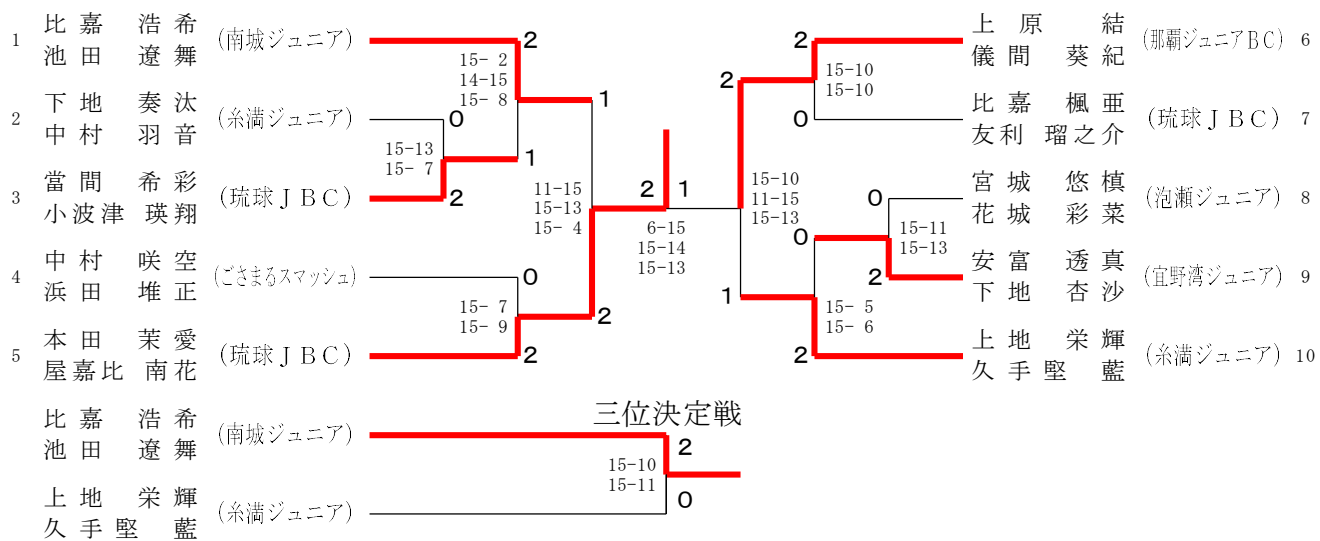 1 比嘉 浩希 (南城ジュニア)
池田 遼舞
2 下地 奏汰 (糸満ジュニア)
中村 羽音
3 當間 希彩 (琉球ＪＢＣ)
小波津 瑛翔
4 中村 咲空 (ごさまるスマッシュ)
浜田 堆正
5 本田 茉愛 (琉球ＪＢＣ)
屋嘉比 南花
2
15- 2
14-15
15- 8
0
15-13
15- 7
2
1
1
11-15
15-13
15- 4
0
15- 7
15- 9
2
2
2 1
6-15
15-14
15-13
上原 結 (那覇ジュニアＢＣ) 6
儀間 葵紀
比嘉 楓亜 (琉球ＪＢＣ) 7
友利 瑠之介
宮城 悠槙 (泡瀬ジュニア) 8
花城 彩菜
安富 透真 (宜野湾ジュニア) 9
下地 杏沙
上地 栄輝 (糸満ジュニア) 10
久手堅 藍
2
15-10
15-10
0
2
15-10
11-15
15-13
0
15-11
15-13
2
0
15- 5
15- 6
2
1
三位決定戦
比嘉 浩希 (南城ジュニア)
池田 遼舞
上地 栄輝 (糸満ジュニア)
久手堅 藍
2
15-10
15-11
0